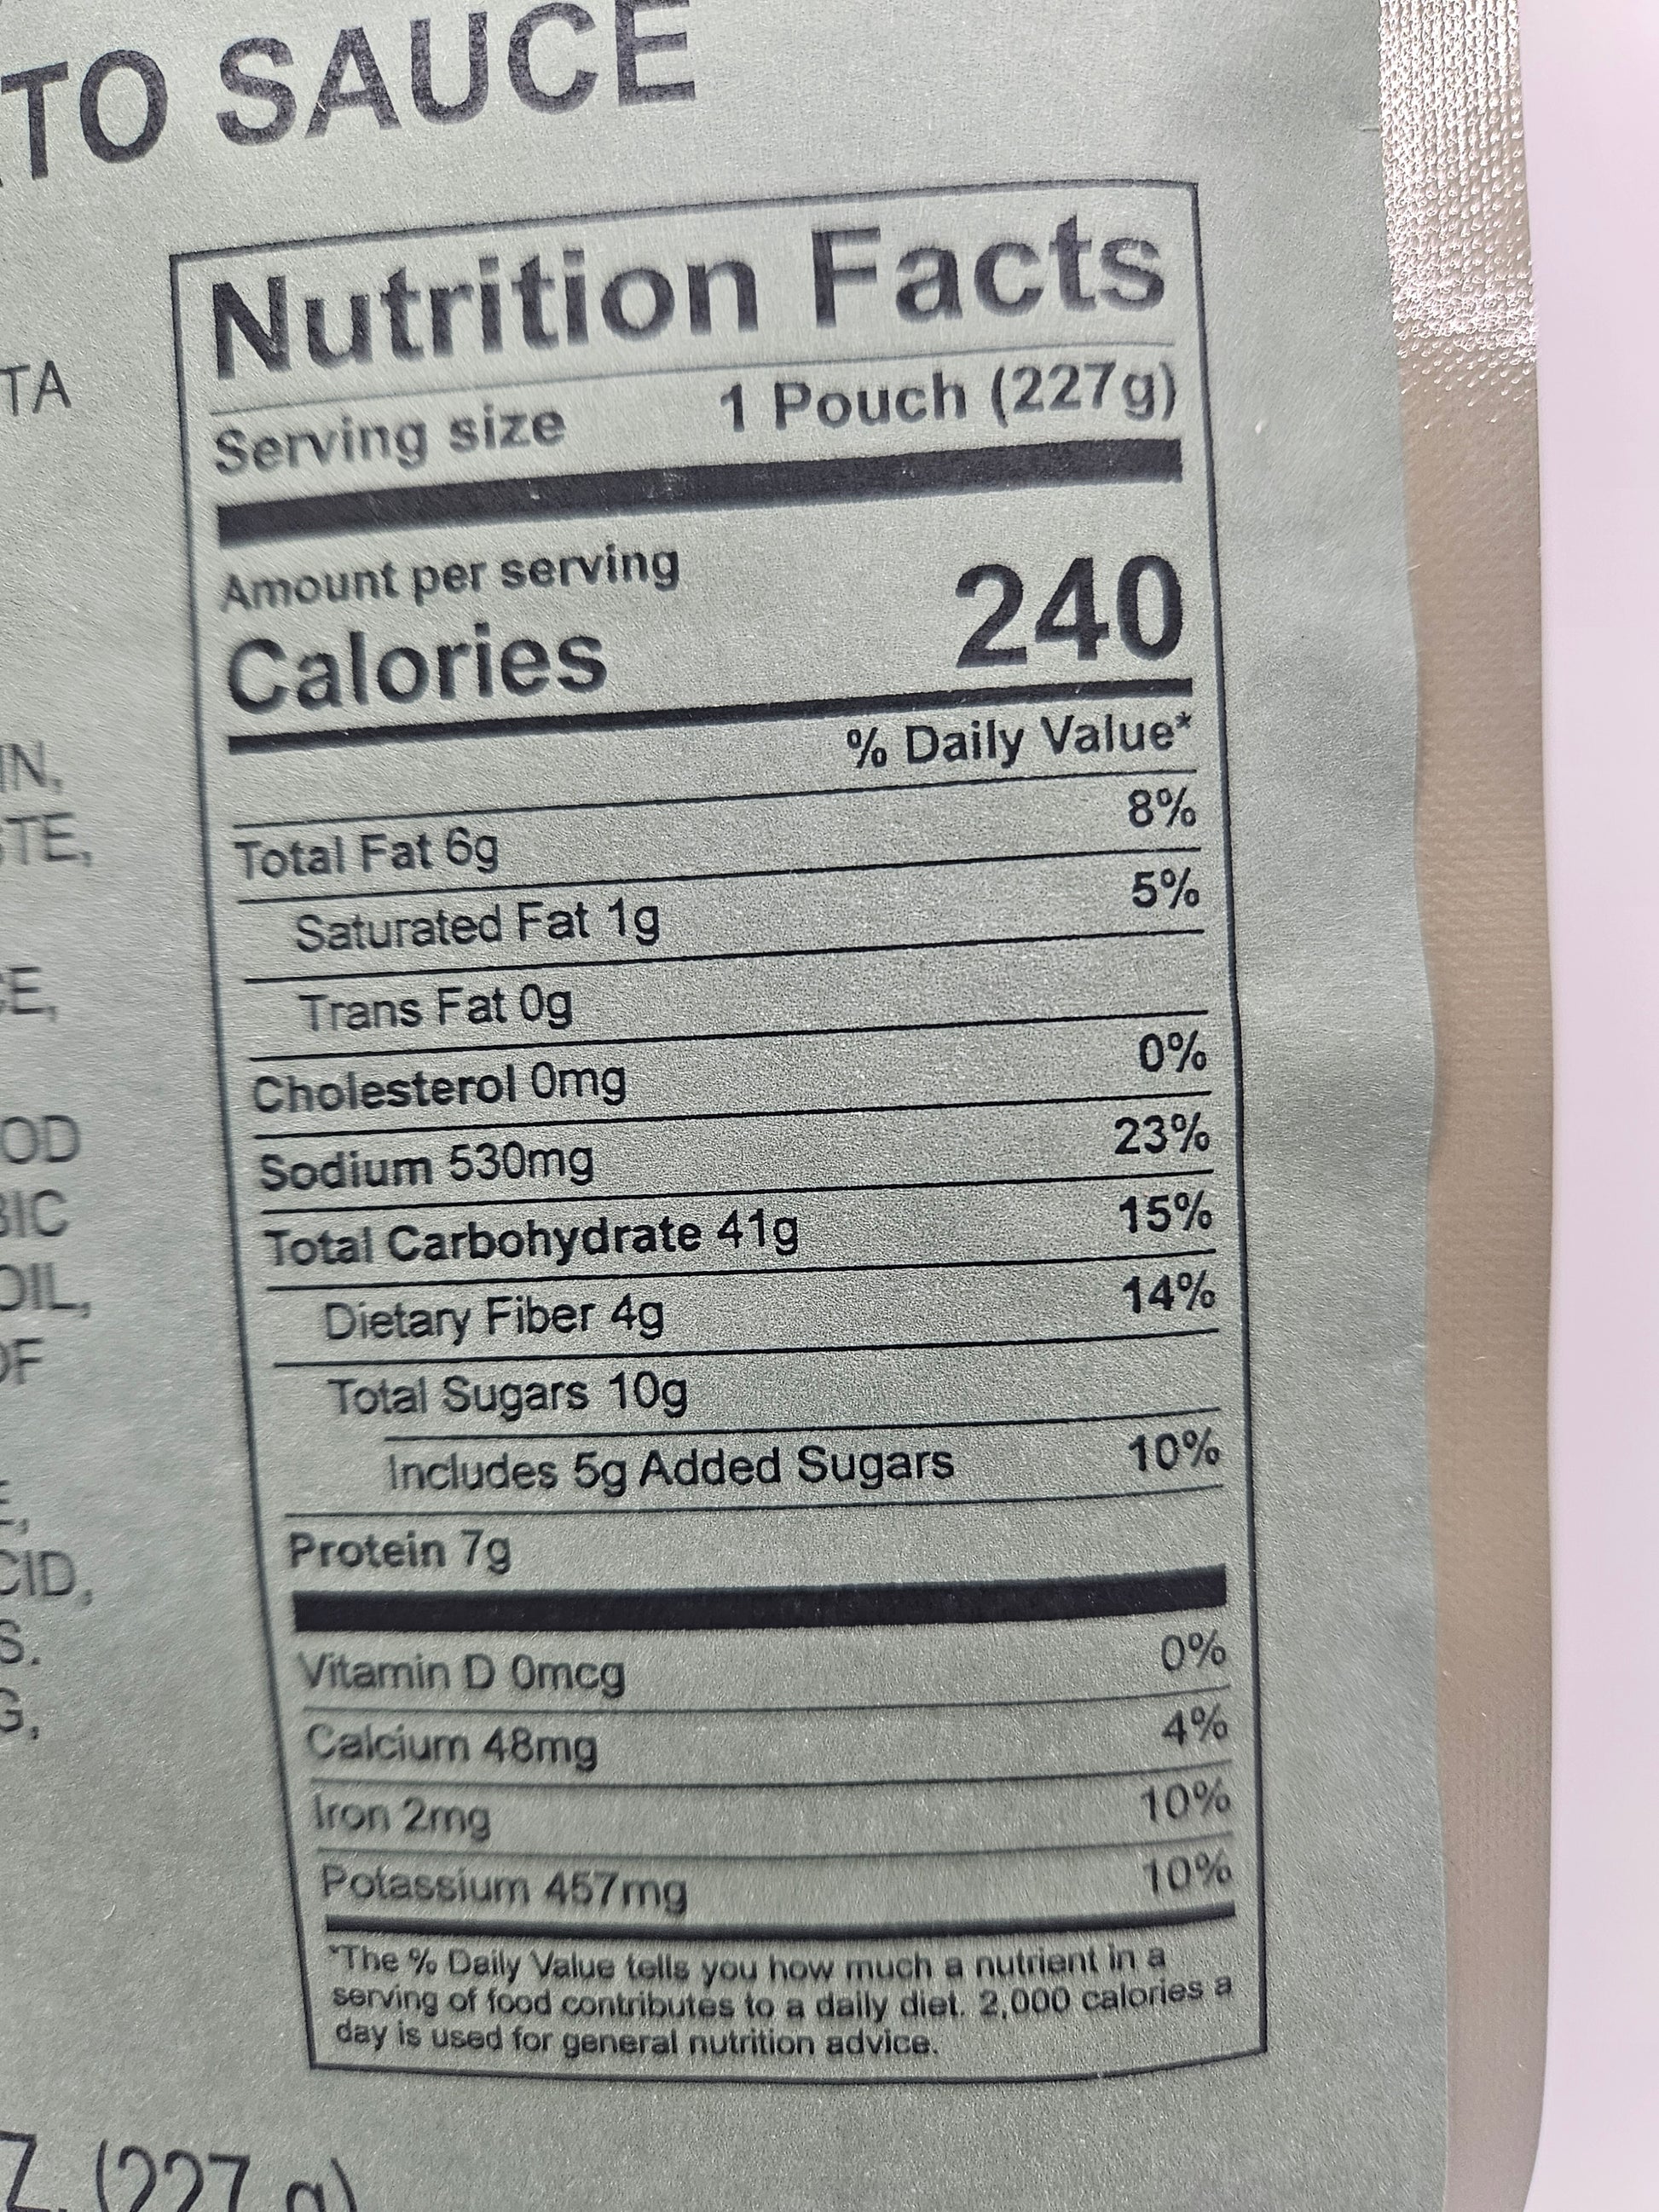 TO SAUCE
Nutrition Facts
Serving size 1 Pouch (227g)
Amount per serving
Calories 240
% Daily Value*
Total Fat 6g 8%
Saturated Fat 1g 5%
Trans Fat 0g
Cholesterol 0mg 0%
Sodium 530mg 23%
Total Carbohydrate 41g 15%
Dietary Fiber 4g 14%
Total Sugars 10g
Includes 5g Added Sugars 10%
Protein 7g
Vitamin D 0mcg 0%
Calcium 48mg 4%
Iron 2mg 10%
Potassium 457mg 10%
*The % Daily Value tells you how much a nutrient in a
serving of food contributes to a daily diet. 2,000 calories a
day is used for general nutrition advice.
TA
IN,
TE,
E,
OD
BIC
OIL,
OF
CID,
S.
G,
Z. (227 g)